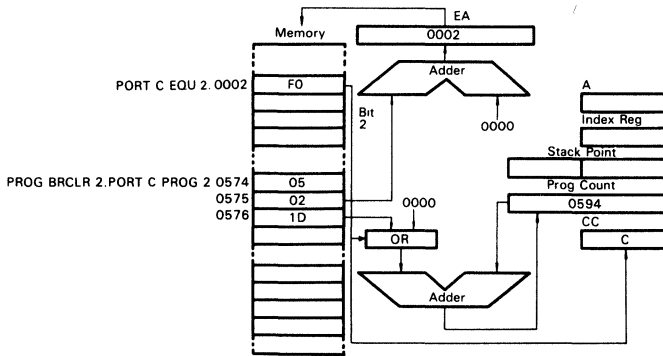 EA
Memory
0002
Adder
PORT C EQU 2. 0002
F0
A
Bit
2
0000
Index Reg
Stack Point
PROG BRCLR 2.PORT C PROG 2 0574
05
Prog Count
0575
02
0000
0594
0576
1D
CC
OR
C
Adder